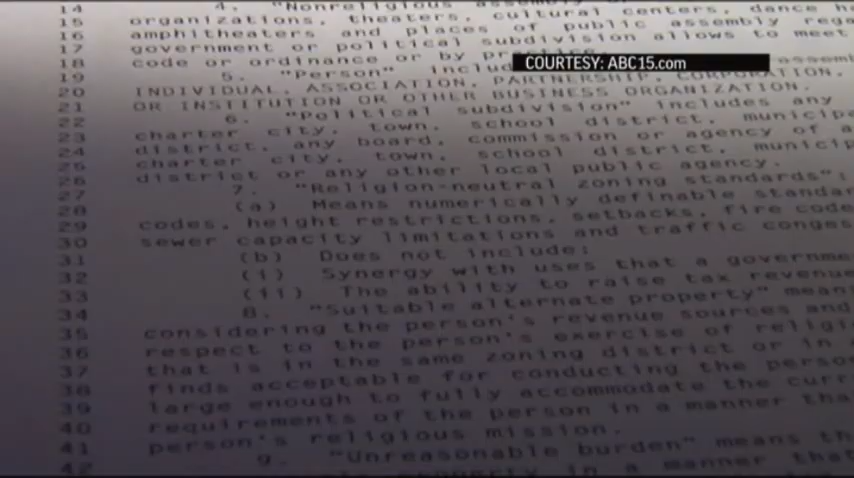 14 4. "Nonreligious assembly or
15 organizations, theaters, cultural centers, dance
16 amphitheaters and places of public assembly
17 government or political subdivision allows to meet
18 code or ordinance or by
COURTESY: ABC15.com
19 5. "Person"
20 INDIVIDUAL, ASSOCIATION, PARTNERSHIP, CORPORATION,
21 OR INSTITUTION OR OTHER BUSINESS ORGANIZATION.
22 6. "Political subdivision" includes any
23 charter city, town, school district,
24 district, any board, commission or agency of a
25 charter city, town, school district,
26 district or any other local public agency.
27 7. "Religion-neutral zoning standards":
28 (a) Means numerically definable
29 codes, height restrictions, setbacks, fire
30 sewer capacity limitations and traffic
31 (b) Does not include:
32 (i) Synergy with uses that a
33 (ii) The ability to raise tax
34 8. "Suitable alternate property"
35 considering the person's revenue sources and
36 respect to the person's exercise of
37 that is in the same zoning district or in
38 finds acceptable for conducting the
39 large enough to fully accommodate the
40 requirements of the person in a manner
41 person's religious mission.
42 9. "Unreasonable burden" means
property in a manner